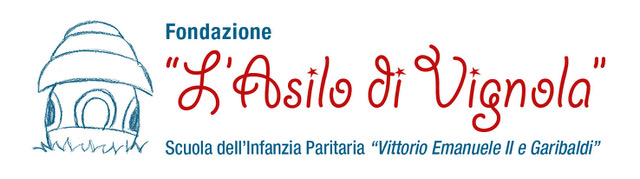 Fondazione
"L'Asilo di Vignola"
Scuola dell'Infanzia Paritaria "Vittorio Emanuele II e Garibaldi"